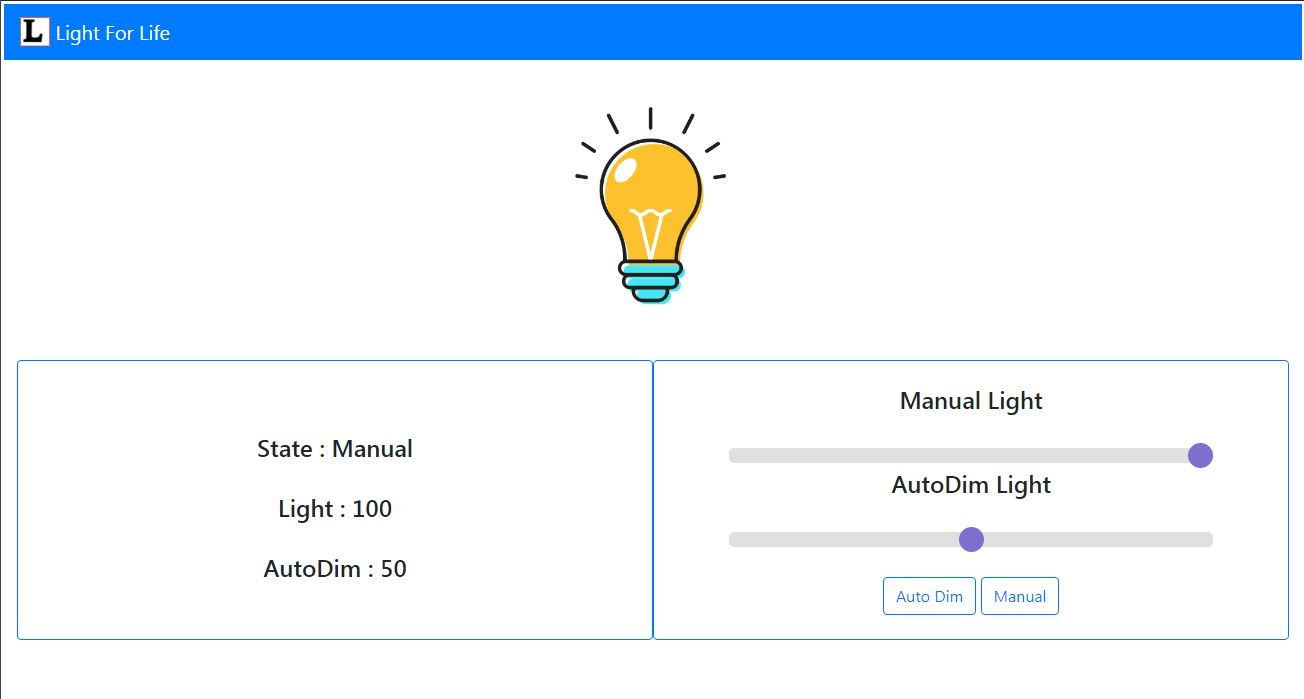 L Light For Life
State : Manual
Light : 100
AutoDim : 50
Manual Light
AutoDim Light
Auto Dim Manual